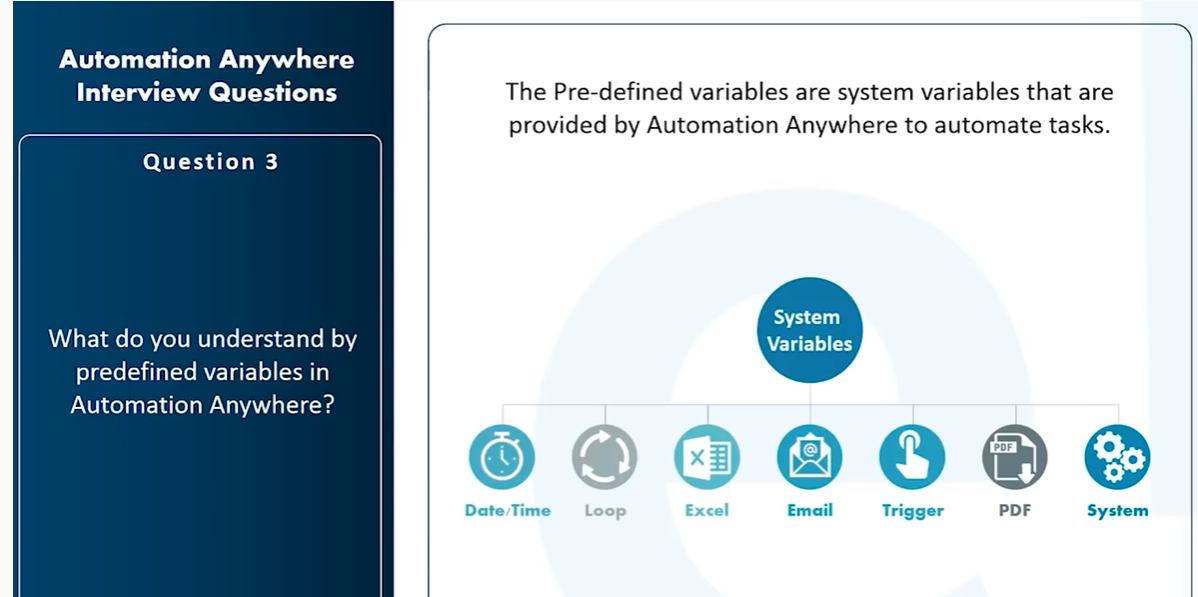 Automation Anywhere
Interview Questions
Question 3
What do you understand by
predefined variables in
Automation Anywhere?
The Pre-defined variables are system variables that are
provided by Automation Anywhere to automate tasks.
System
Variables
X
@
PDF
Date/Time
Loop
Excel
Email
Trigger
PDF
System